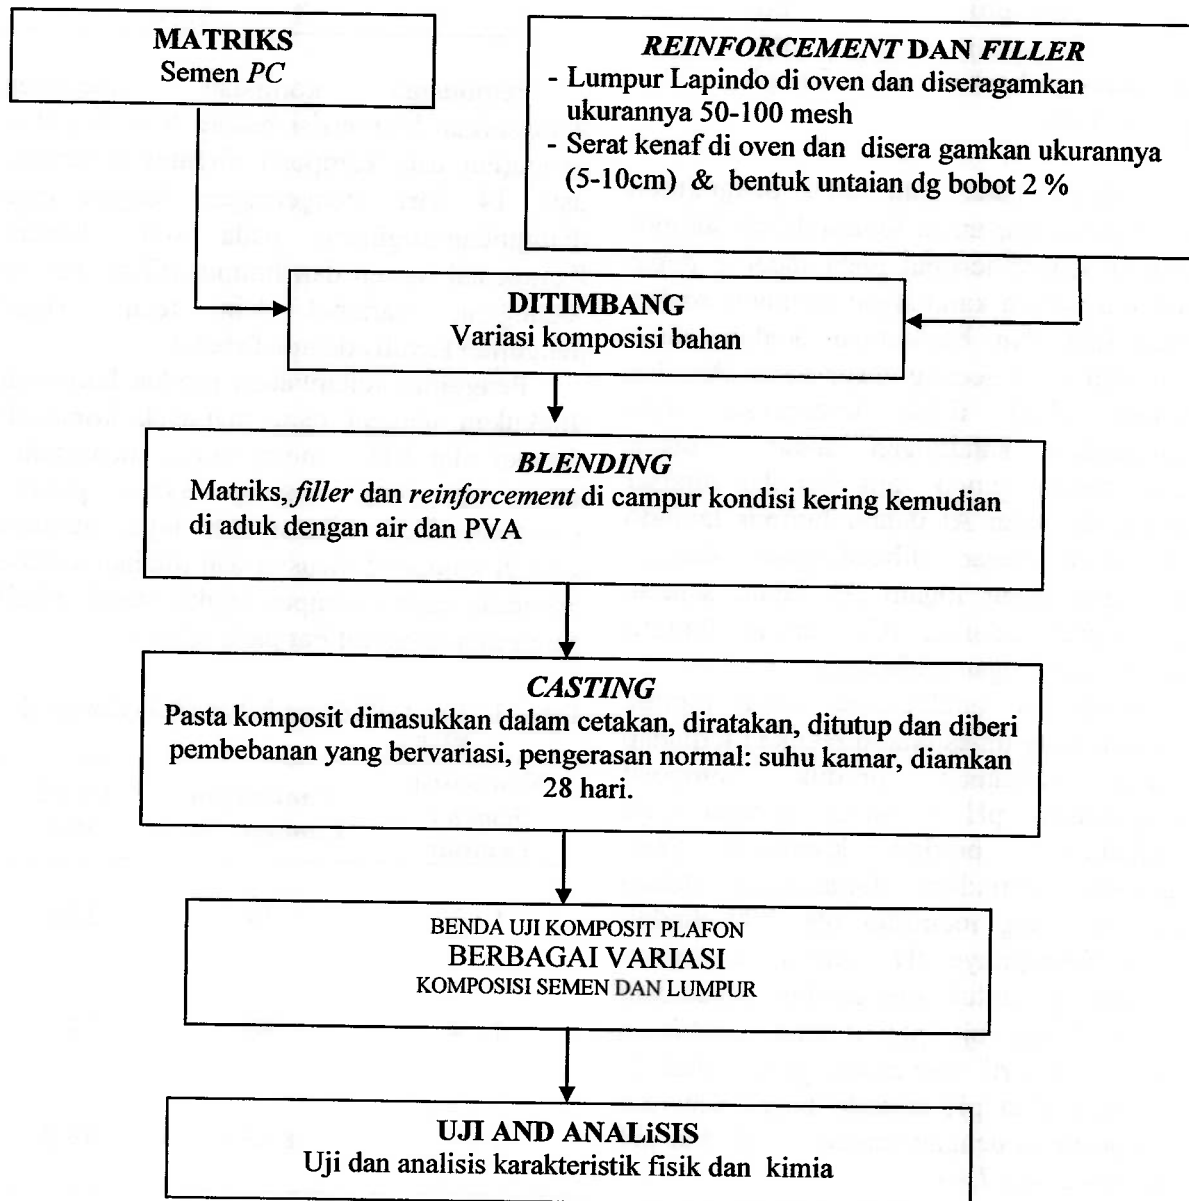 MATRIKS
Semen PC
REINFORCEMENT DAN FILLER
- Lumpur Lapindo di oven dan diseragamkan
ukurannya 50-100 mesh
- Serat kenaf di oven dan disera gamkan ukurannya
(5-10cm) & bentuk untaian dg bobot 2 %
DITIMBANG
Variasi komposisi bahan
BLENDING
Matriks, filler dan reinforcement di campur kondisi kering kemudian
di aduk dengan air dan PVA
CASTING
Pasta komposit dimasukkan dalam cetakan, diratakan, ditutup dan diberi
pembebanan yang bervariasi, pengerasan normal: suhu kamar, diamkan
28 hari.
BENDA UJI KOMPOSIT PLAFON
BERBAGAI VARIASI
KOMPOSISI SEMEN DAN LUMPUR
UJI AND ANALiSIS
Uji dan analisis karakteristik fisik dan kimia